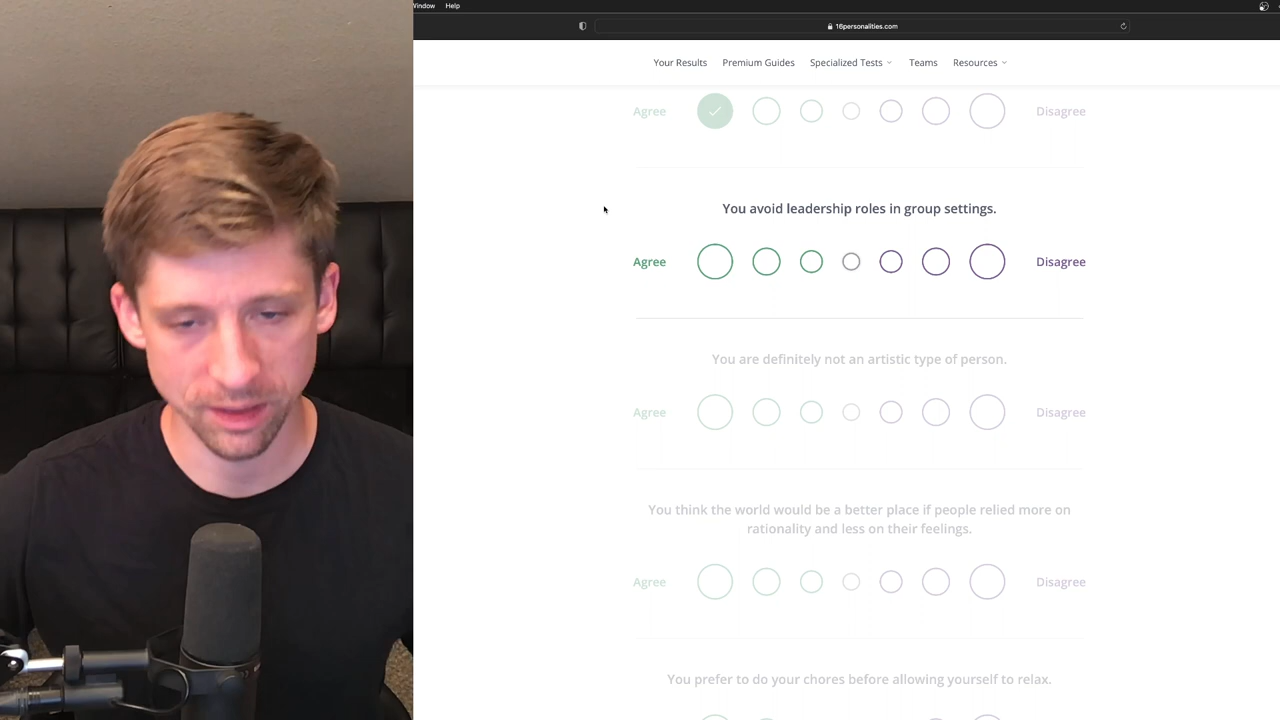 Window Help
16personalities.com
Your Results Premium Guides Specialized Tests Teams Resources
Agree Disagree
You avoid leadership roles in group settings.
Agree Disagree
You are definitely not an artistic type of person.
Agree Disagree
You think the world would be a better place if people relied more on
rationality and less on their feelings.
Agree Disagree
You prefer to do your chores before allowing yourself to relax.